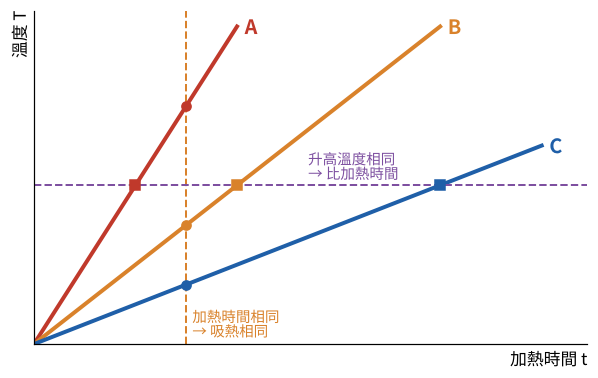 溫度 T
A
B
C
升高溫度相同
→ 比加熱時間
加熱時間相同
→ 吸熱相同
加熱時間 t